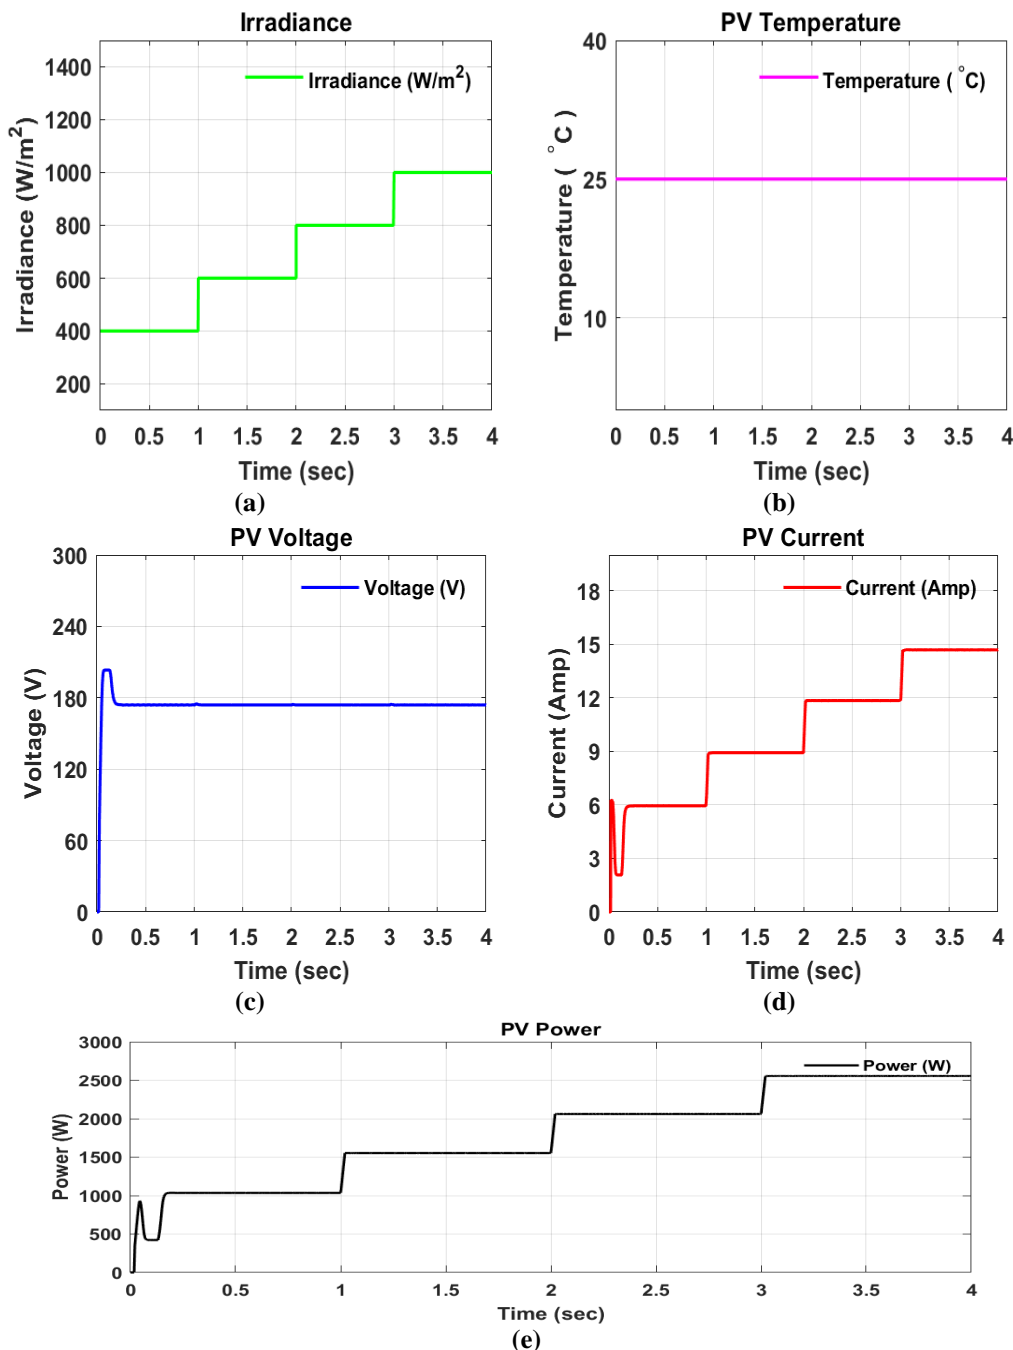 Irradiance
Irradiance (W/m²)
Irradiance (W/m²)
1400
1200
1000
800
600
400
200
0 0.5 1 1.5 2 2.5 3 3.5 4
Time (sec)
(a)
PV Temperature
Temperature ( °C)
Temperature ( °C )
40
25
10
0 0.5 1 1.5 2 2.5 3 3.5 4
Time (sec)
(b)
PV Voltage
Voltage (V)
Voltage (V)
300
240
180
120
60
0
0 0.5 1 1.5 2 2.5 3 3.5 4
Time (sec)
(c)
PV Current
Current (Amp)
Current (Amp)
18
15
12
9
6
3
0
0 0.5 1 1.5 2 2.5 3 3.5 4
Time (sec)
(d)
PV Power
Power (W)
Power (W)
3000
2500
2000
1500
1000
500
0
0 0.5 1 1.5 2 2.5 3 3.5 4
Time (sec)
(e)